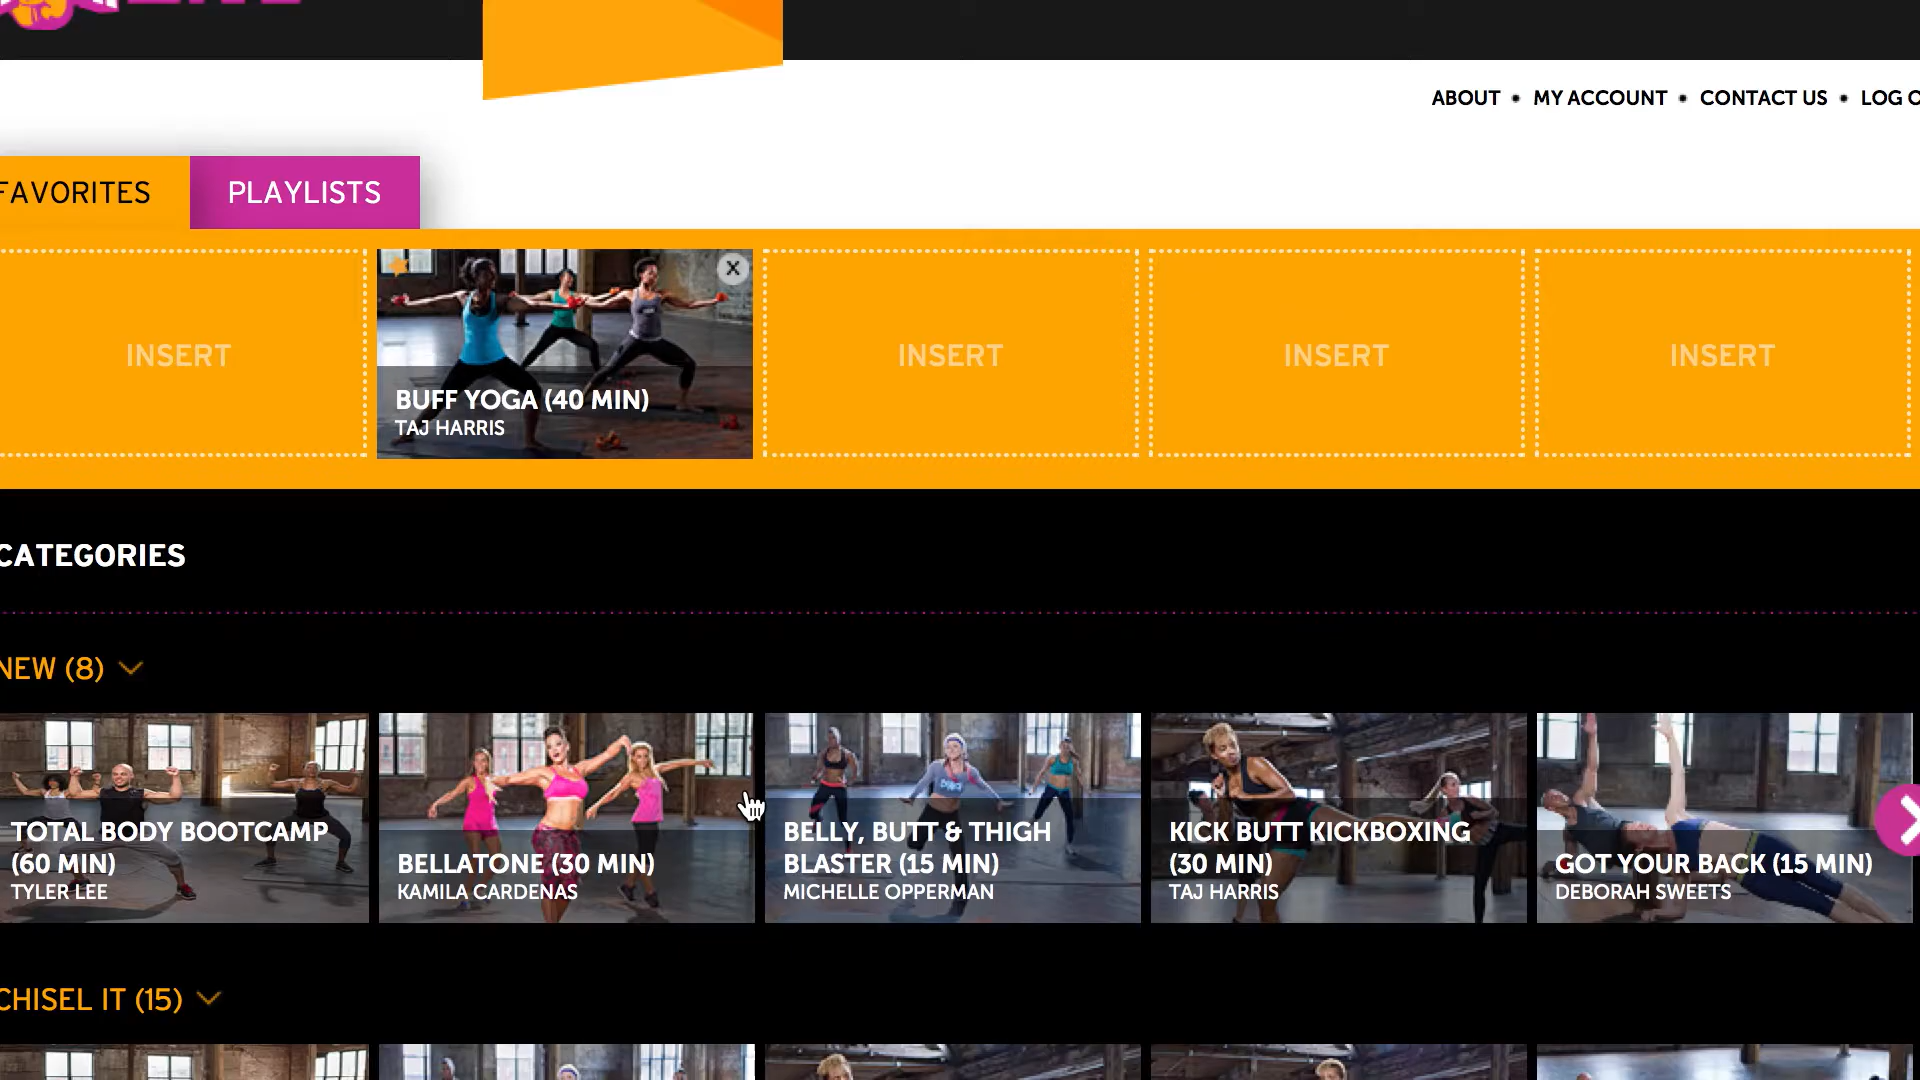 ABOUT • MY ACCOUNT • CONTACT US • LOG O
FAVORITES
PLAYLISTS
INSERT
BUFF YOGA (40 MIN)
TAJ HARRIS
INSERT
INSERT
INSERT
CATEGORIES
NEW (8)
TOTAL BODY BOOTCAMP
(60 MIN)
TYLER LEE
BELLATONE (30 MIN)
KAMILA CARDENAS
BELLY, BUTT & THIGH
BLASTER (15 MIN)
MICHELLE OPPERMAN
KICK BUTT KICKBOXING
(30 MIN)
TAJ HARRIS
GOT YOUR BACK (15 MIN)
DEBORAH SWEETS
CHISEL IT (15)